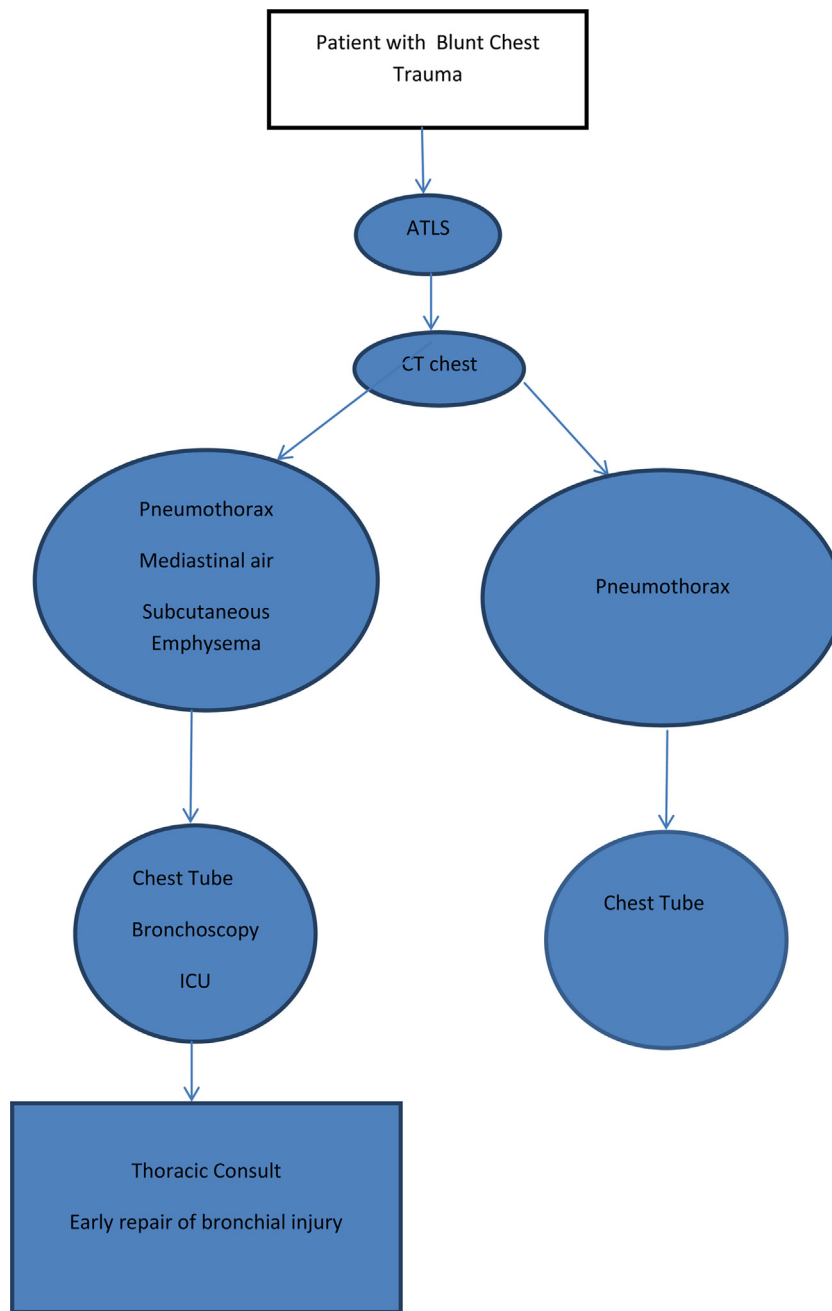 Patient with Blunt Chest
Trauma
ATLS
CT chest
Pneumothorax
Mediastinal air
Subcutaneous
Emphysema
Pneumothorax
Chest Tube
Bronchoscopy
ICU
Chest Tube
Thoracic Consult
Early repair of bronchial injury